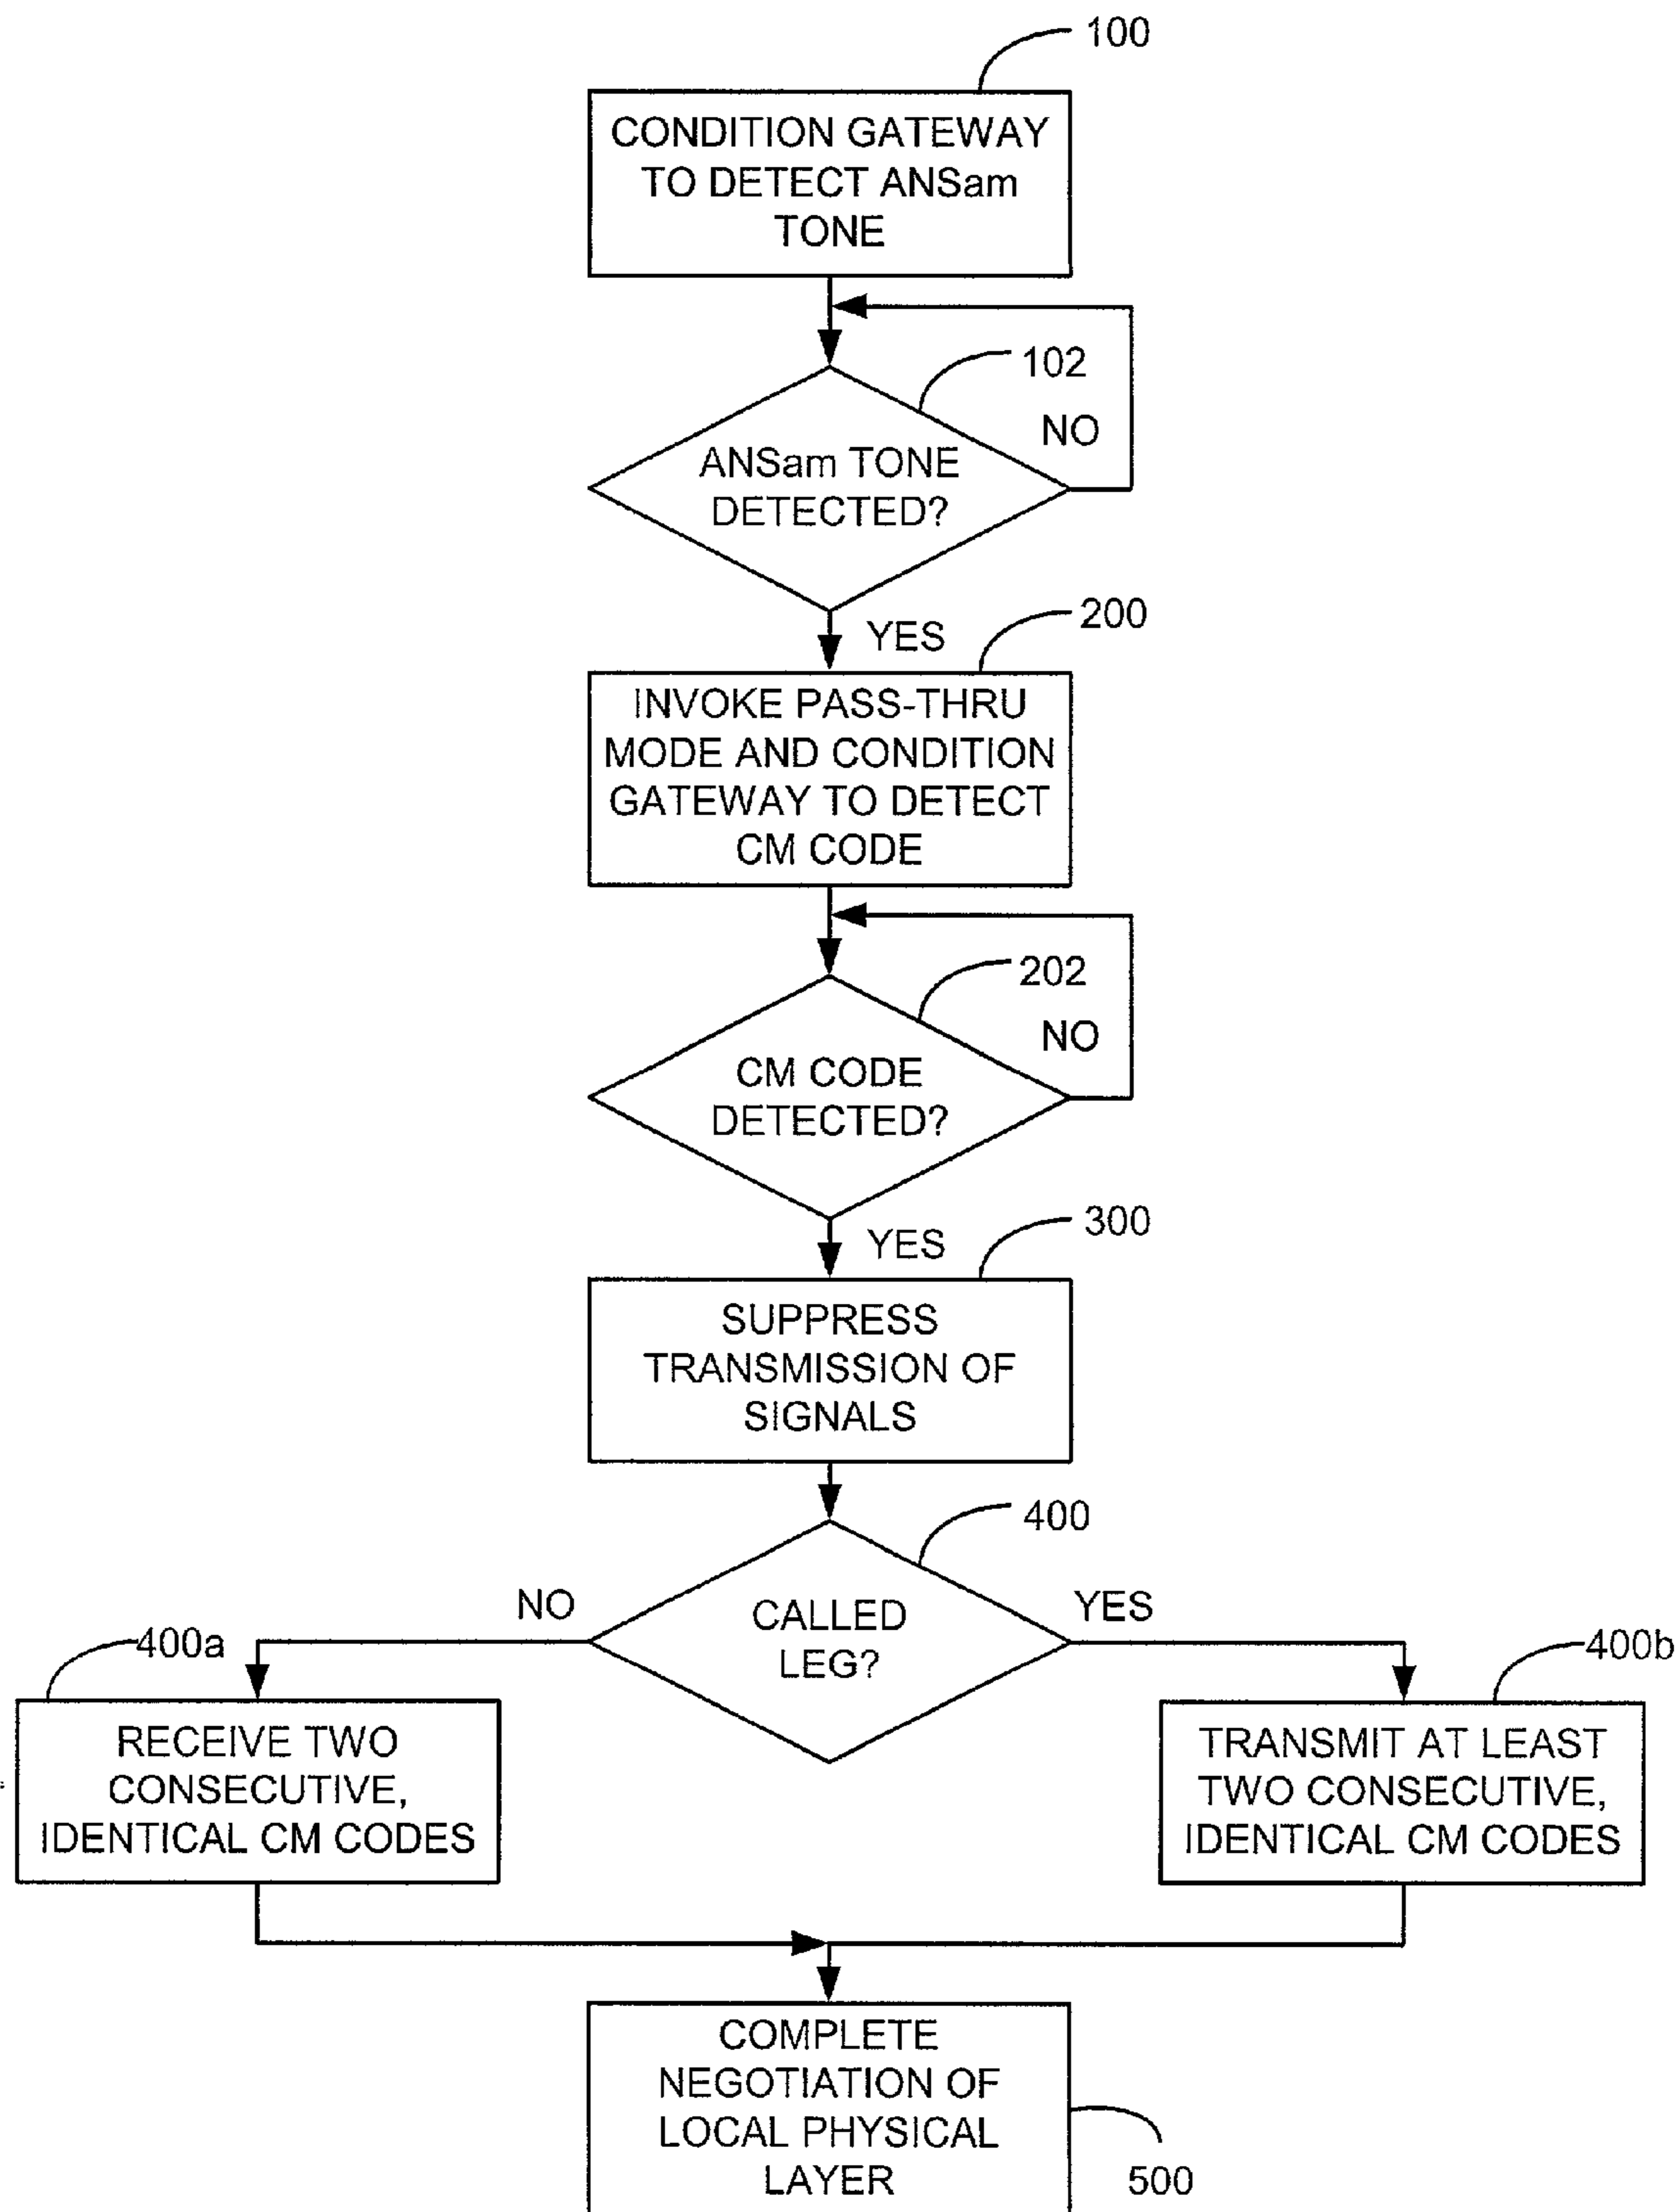 100
CONDITION GATEWAY
TO DETECT ANSam
TONE
102
NO
ANSam TONE
DETECTED?
YES
200
INVOKE PASS-THRU
MODE AND CONDITION
GATEWAY TO DETECT
CM CODE
202
NO
CM CODE
DETECTED?
YES
300
SUPPRESS
TRANSMISSION OF
SIGNALS
400
NO
YES
CALLED
LEG?
400a
400b
RECEIVE TWO
CONSECUTIVE,
IDENTICAL CM CODES
TRANSMIT AT LEAST
TWO CONSECUTIVE,
IDENTICAL CM CODES
COMPLETE
NEGOTIATION OF
LOCAL PHYSICAL
LAYER
500